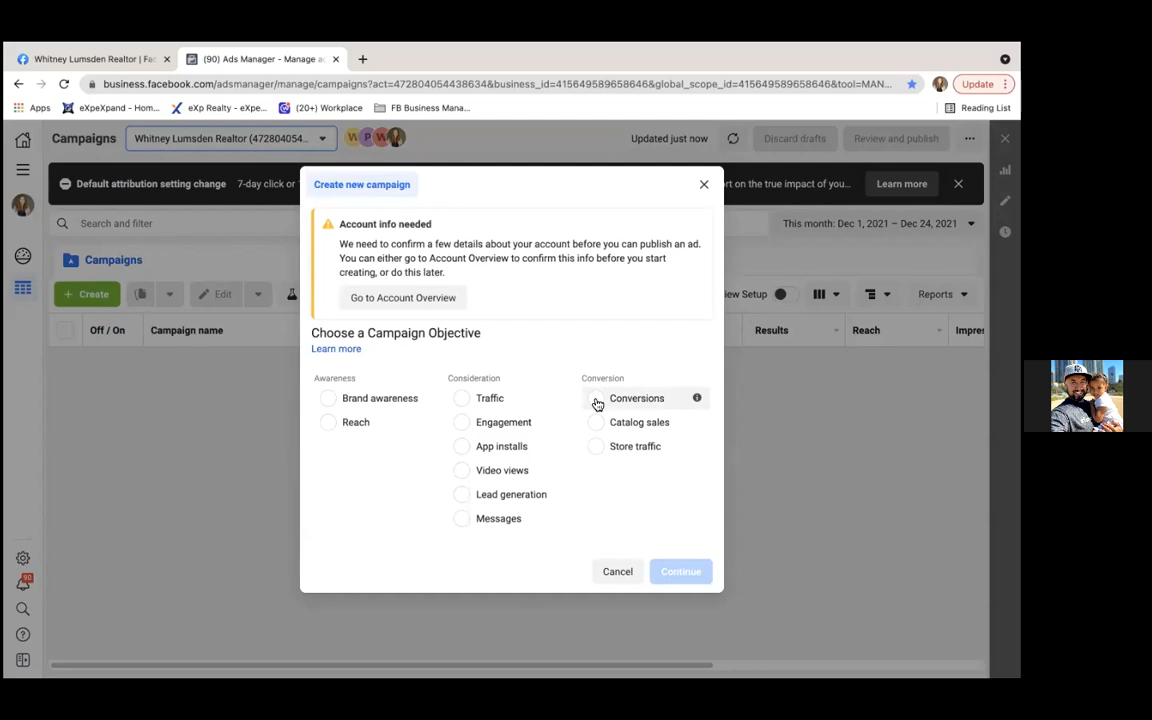 Whitney Lumsden Realtor | Fac
(90) Ads Manager - Manage a
business.facebook.com/adsmanager/manage/campaigns?act=472804054438634&business_id=415649589658646&global_scope_id=415649589658646&tool=MAN...
Update
Apps
eXpeXpand - Hom...
eXp Realty - eXpe...
(20+) Workplace
FB Business Mana...
Reading List
Campaigns
Whitney Lumsden Realtor (472804054...
W P W
Updated just now
Discard drafts
Review and publish
Default attribution setting change
7-day click or
Create new campaign
rt on the true impact of you...
Learn more
Search and filter
This month: Dec 1, 2021 – Dec 24, 2021
Account info needed
We need to confirm a few details about your account before you can publish an ad.
You can either go to Account Overview to confirm this info before you start
creating, or do this later.
Go to Account Overview
Campaigns
+ Create
Edit
ew Setup
Reports
Off / On
Campaign name
Results
Reach
Impres
Choose a Campaign Objective
Learn more
Awareness
Consideration
Conversion
Brand awareness
Traffic
Conversions
Reach
Engagement
Catalog sales
App installs
Store traffic
Video views
Lead generation
Messages
Cancel
Continue
90